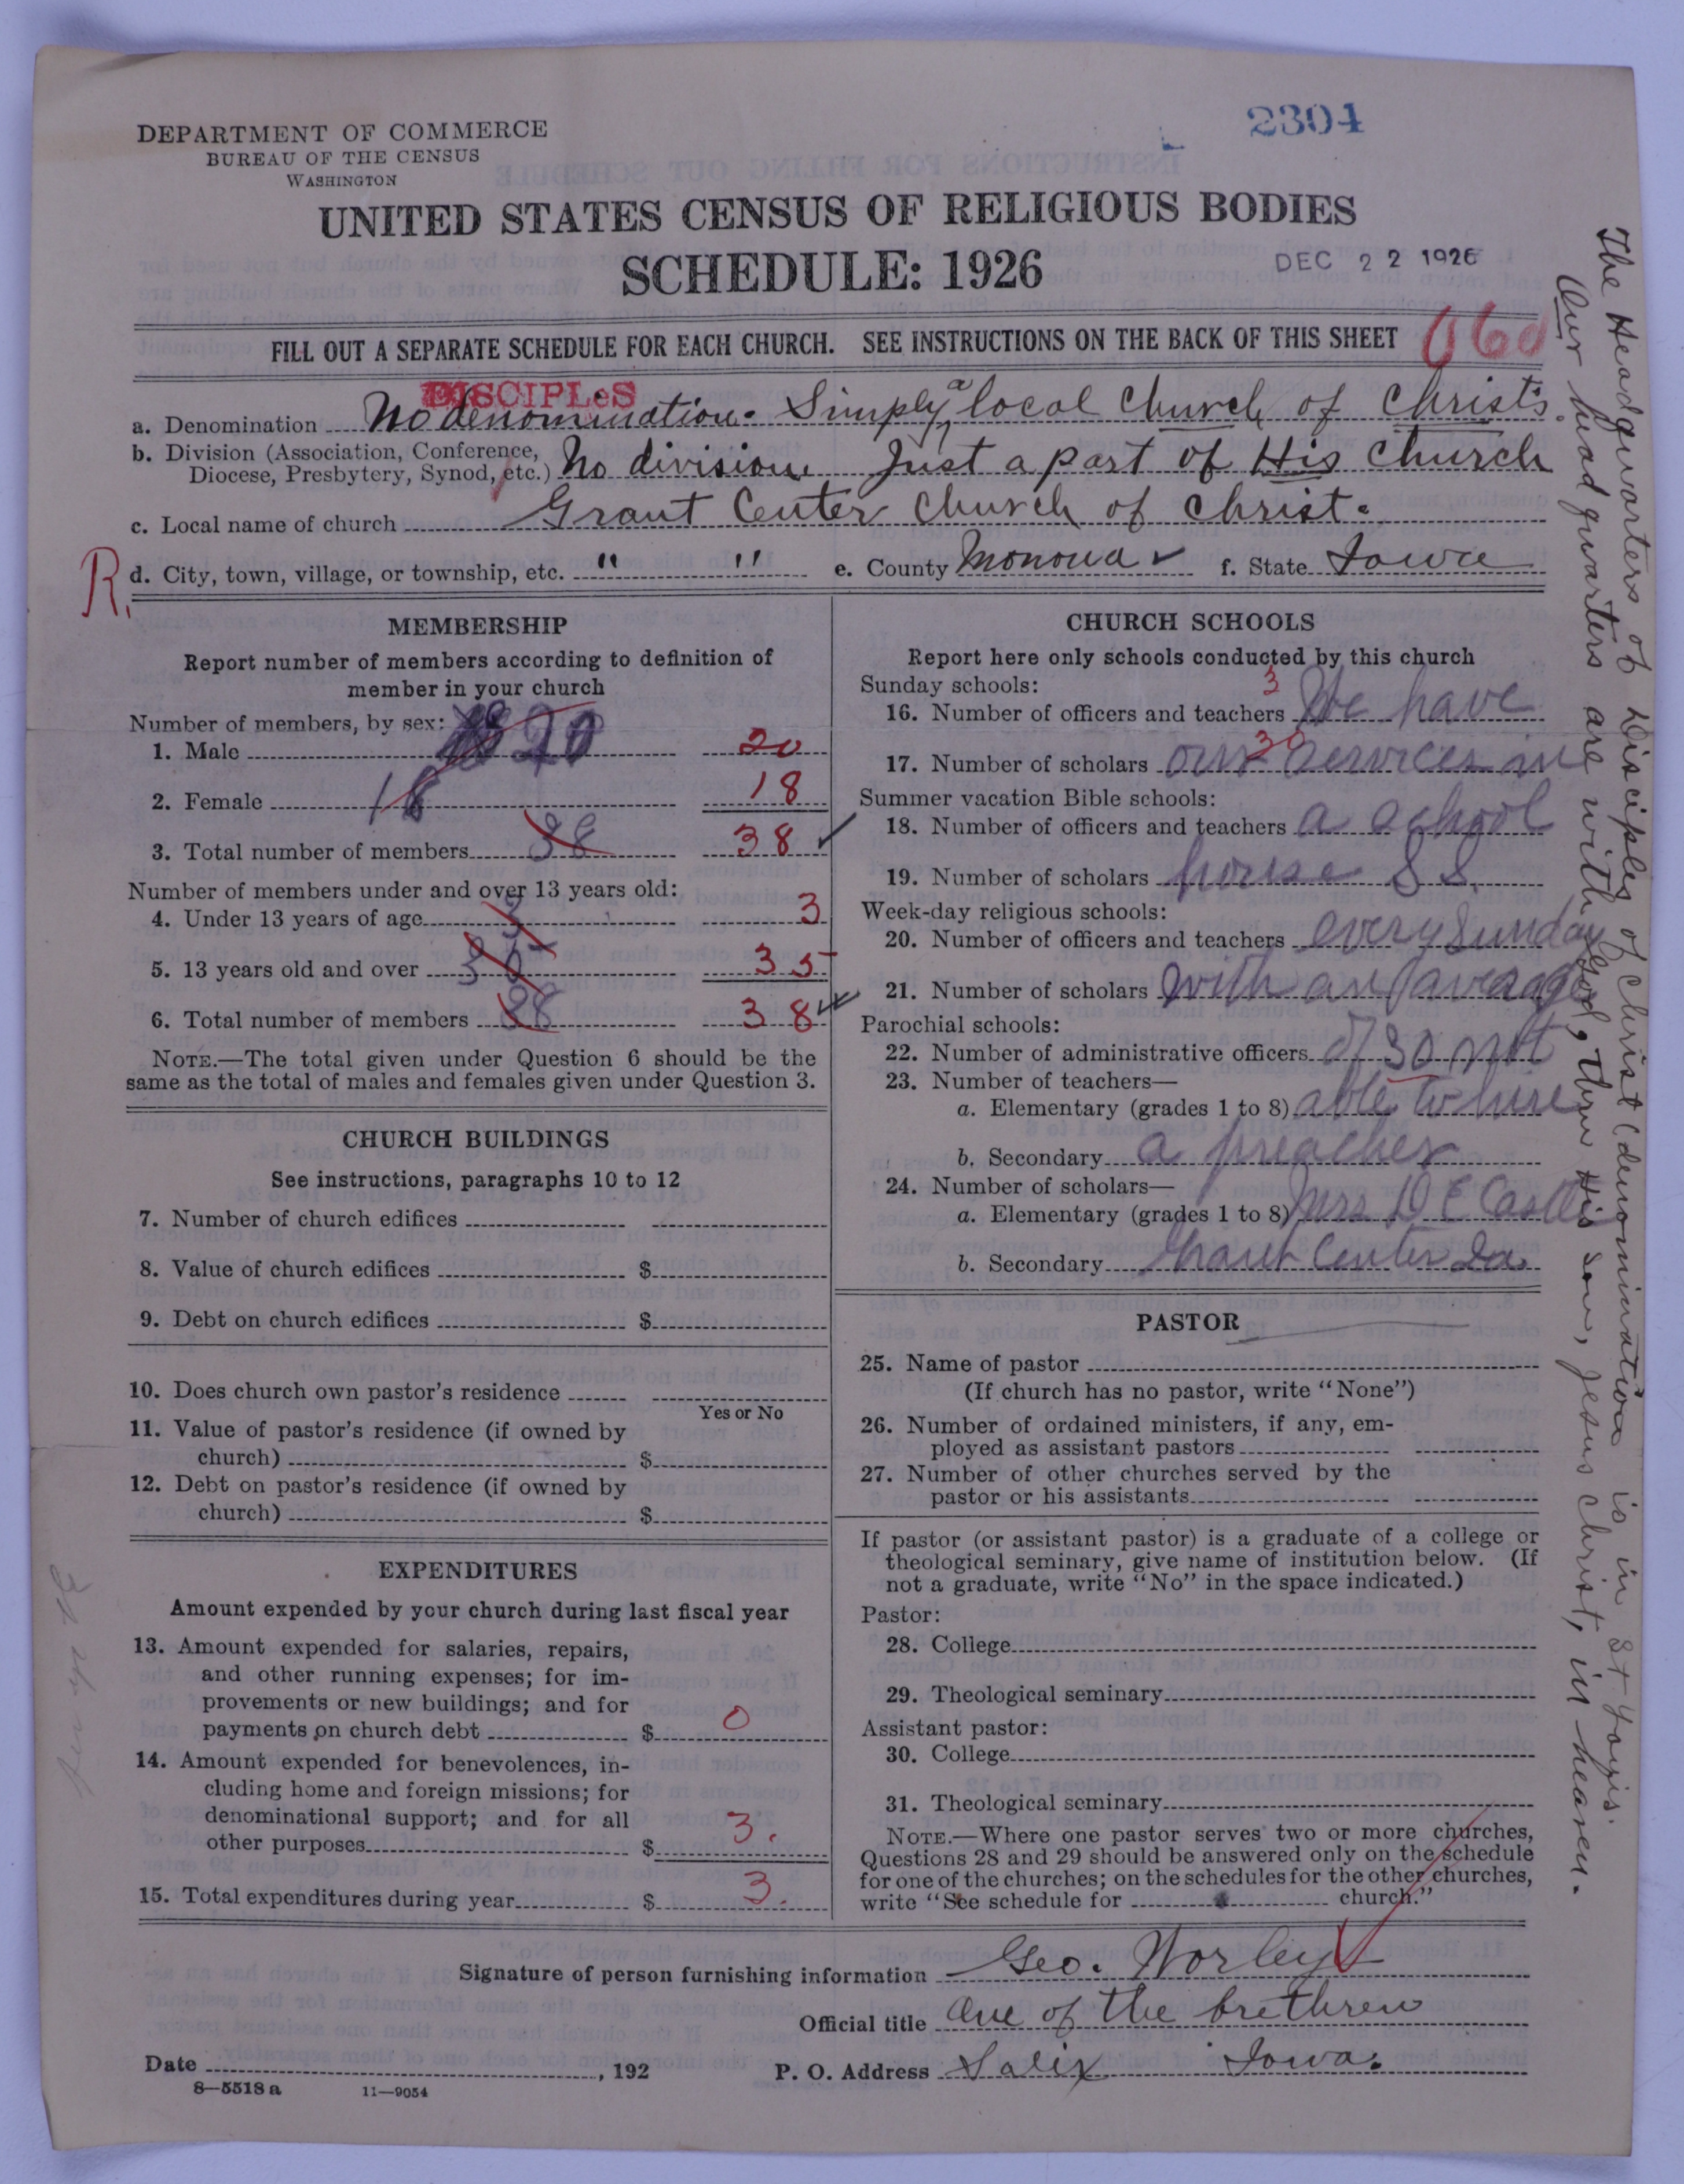 2304
DEPARTMENT OF COMMERCE
BUREAU OF THE CENSUS
WASHINGTON
UNITED STATES CENSUS OF RELIGIOUS BODIES
SCHEDULE: 1926
DEC 22 1926
FILL OUT A SEPARATE SCHEDULE FOR EACH CHURCH. SEE INSTRUCTIONS ON THE BACK OF THIS SHEET
DISCIPLeS
a. Denomination No denomination. Simply a local Church of Christ's.
b. Division (Association, Conference,
Diocese, Presbytery, Synod, etc.) No division. Just a part of His Church
c. Local name of church Grant Center Church of Christ.
R. d. City, town, village, or township, etc. " " e. County Monona ✓ f. State Iowa
MEMBERSHIP
Report number of members according to definition of
member in your church
Number of members, by sex:
1. Male 20 20
2. Female 18 18
3. Total number of members 38 38 ✓
Number of members under and over 13 years old:
4. Under 13 years of age 3 3
5. 13 years old and over 35 35
6. Total number of members 38 38 ✓
NOTE.—The total given under Question 6 should be the
same as the total of males and females given under Question 3.
CHURCH BUILDINGS
See instructions, paragraphs 10 to 12
7. Number of church edifices
8. Value of church edifices $
9. Debt on church edifices $
10. Does church own pastor's residence
Yes or No
11. Value of pastor's residence (if owned by
church) $
12. Debt on pastor's residence (if owned by
church) $
EXPENDITURES
Amount expended by your church during last fiscal year
13. Amount expended for salaries, repairs,
and other running expenses; for im-
provements or new buildings; and for
payments on church debt $ 0
14. Amount expended for benevolences, in-
cluding home and foreign missions; for
denominational support; and for all
other purposes $ 3.
15. Total expenditures during year $ 3.
CHURCH SCHOOLS
Report here only schools conducted by this church
Sunday schools:
16. Number of officers and teachers 3 We have
17. Number of scholars 30 our services in
Summer vacation Bible schools:
18. Number of officers and teachers a school
19. Number of scholars house S S.
Week-day religious schools:
20. Number of officers and teachers every Sunday
21. Number of scholars with an average
Parochial schools:
22. Number of administrative officers of 30 not
23. Number of teachers—
a. Elementary (grades 1 to 8) able to hire
b. Secondary a preacher
24. Number of scholars—
a. Elementary (grades 1 to 8) Mrs D E Castle
b. Secondary Grant Center Ia
PASTOR
25. Name of pastor
(If church has no pastor, write "None")
26. Number of ordained ministers, if any, em-
ployed as assistant pastors
27. Number of other churches served by the
pastor or his assistants
If pastor (or assistant pastor) is a graduate of a college or
theological seminary, give name of institution below. (If
not a graduate, write "No" in the space indicated.)
Pastor:
28. College
29. Theological seminary
Assistant pastor:
30. College
31. Theological seminary
NOTE.—Where one pastor serves two or more churches,
Questions 28 and 29 should be answered only on the schedule
for one of the churches; on the schedules for the other churches,
write "See schedule for church."
Signature of person furnishing information Geo. Worley
Official title One of the brethren
Date , 192 P. O. Address Salix Iowa.
8—5518a 11—9054
The Headquarters of Disciples of Christ (denomination) is in St. Louis.
Our headquarters are with God, thru His Son, Jesus Christ, in heaven.